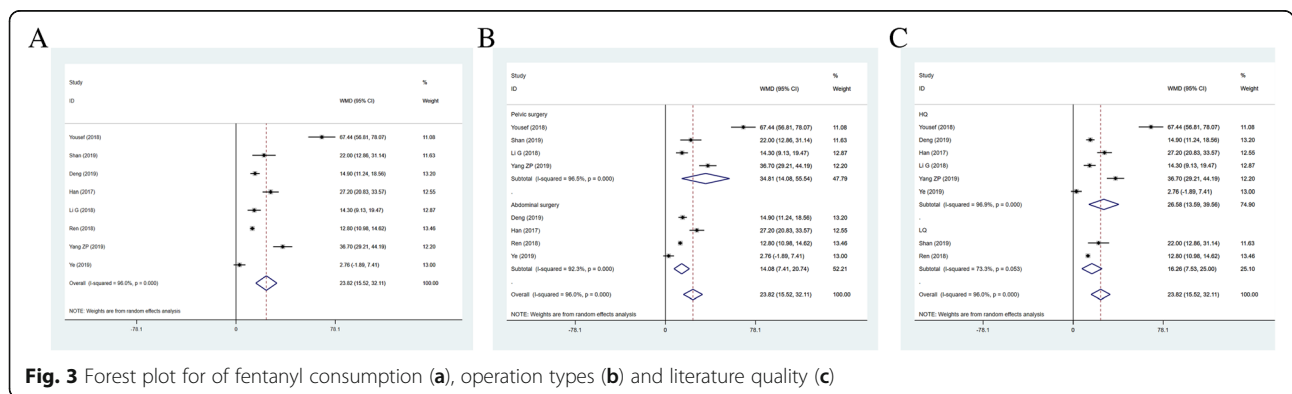 A
Study %
ID WMD (95% CI) Weight
Yousef (2018) 67.44 (56.81, 78.07) 11.08
Shan (2019) 22.00 (12.86, 31.14) 11.63
Deng (2019) 14.90 (11.24, 18.56) 13.20
Han (2017) 27.20 (20.83, 33.57) 12.55
Li G (2018) 14.30 (9.13, 19.47) 12.87
Ren (2018) 12.80 (10.98, 14.62) 13.46
Yang ZP (2019) 36.70 (29.21, 44.19) 12.20
Ye (2019) 2.76 (-1.89, 7.41) 13.00
Overall (I-squared = 96.0%, p = 0.000) 23.82 (15.52, 32.11) 100.00
NOTE: Weights are from random effects analysis
-78.1 0 78.1
B
Study %
ID WMD (95% CI) Weight
Pelvic surgery
Yousef (2018) 67.44 (56.81, 78.07) 11.08
Shan (2019) 22.00 (12.86, 31.14) 11.63
Li G (2018) 14.30 (9.13, 19.47) 12.87
Yang ZP (2019) 36.70 (29.21, 44.19) 12.20
Subtotal (I-squared = 96.5%, p = 0.000) 34.81 (14.08, 55.54) 47.79
.
Abdominal surgery
Deng (2019) 14.90 (11.24, 18.56) 13.20
Han (2017) 27.20 (20.83, 33.57) 12.55
Ren (2018) 12.80 (10.98, 14.62) 13.46
Ye (2019) 2.76 (-1.89, 7.41) 13.00
Subtotal (I-squared = 92.3%, p = 0.000) 14.08 (7.41, 20.74) 52.21
.
Overall (I-squared = 96.0%, p = 0.000) 23.82 (15.52, 32.11) 100.00
NOTE: Weights are from random effects analysis
-78.1 0 78.1
C
Study %
ID WMD (95% CI) Weight
HQ
Yousef (2018) 67.44 (56.81, 78.07) 11.08
Deng (2019) 14.90 (11.24, 18.56) 13.20
Han (2017) 27.20 (20.83, 33.57) 12.55
Li G (2018) 14.30 (9.13, 19.47) 12.87
Yang ZP (2019) 36.70 (29.21, 44.19) 12.20
Ye (2019) 2.76 (-1.89, 7.41) 13.00
Subtotal (I-squared = 96.9%, p = 0.000) 26.58 (13.59, 39.56) 74.90
.
LQ
Shan (2019) 22.00 (12.86, 31.14) 11.63
Ren (2018) 12.80 (10.98, 14.62) 13.46
Subtotal (I-squared = 73.3%, p = 0.053) 16.26 (7.53, 25.00) 25.10
.
Overall (I-squared = 96.0%, p = 0.000) 23.82 (15.52, 32.11) 100.00
NOTE: Weights are from random effects analysis
-78.1 0 78.1
Fig. 3 Forest plot for of fentanyl consumption (a), operation types (b) and literature quality (c)